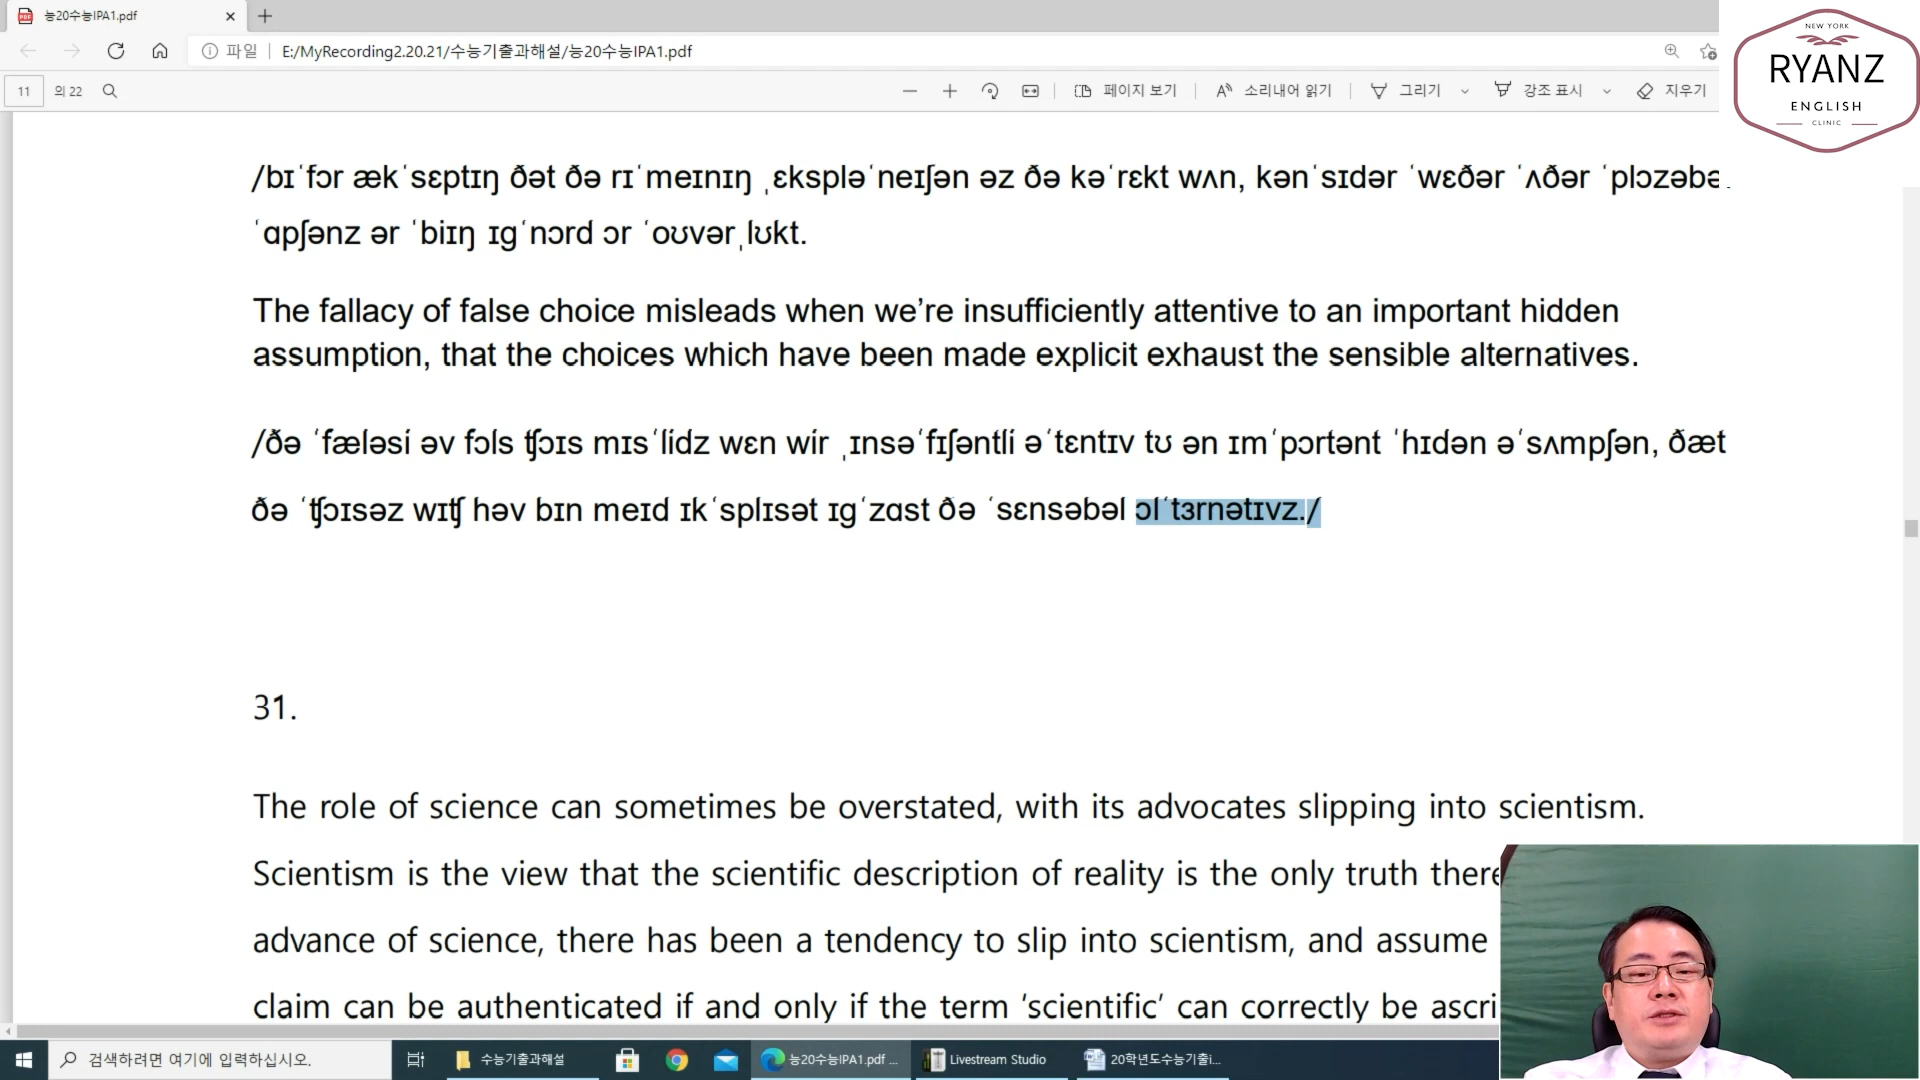 능20수능IPA1.pdf
파일
E:/MyRecording2.20.21/수능기출과해설/능20수능IPA1.pdf
NEW YORK
RYANZ
ENGLISH
CLINIC
11 의 22
페이지 보기
소리내어 읽기
그리기
강조 표시
지우기
/bɪˈfɔr ækˈsɛptɪŋ ðət ðə rɪˈmeɪnɪŋ ˌɛkspləˈneɪʃən əz ðə kəˈrɛkt wʌn, kənˈsɪdər ˈwɛðər ˈʌðər ˈplɔzəbə
ˈɑpʃənz ər ˈbiɪŋ ɪɡˈnɔrd ɔr ˈoʊvərˌlʊkt.
The fallacy of false choice misleads when we’re insufficiently attentive to an important hidden
assumption, that the choices which have been made explicit exhaust the sensible alternatives.
/ðə ˈfæləsi əv fɔls ʧɔɪs mɪsˈlidz wɛn wir ˌɪnsəˈfɪʃəntli əˈtɛntɪv tʊ ən ɪmˈpɔrtənt ˈhɪdən əˈsʌmpʃən, ðæt
ðə ˈʧɔɪsəz wɪʧ həv bɪn meɪd ɪkˈsplɪsət ɪɡˈzɑst ðə ˈsɛnsəbəl ɔlˈtɜrnətɪvz./
31.
The role of science can sometimes be overstated, with its advocates slipping into scientism.
Scientism is the view that the scientific description of reality is the only truth there
advance of science, there has been a tendency to slip into scientism, and assume
claim can be authenticated if and only if the term ‘scientific’ can correctly be ascri
검색하려면 여기에 입력하십시오.
수능기출과해설
능20수능IPA1.pdf ...
Livestream Studio
20학년도수능기출i...